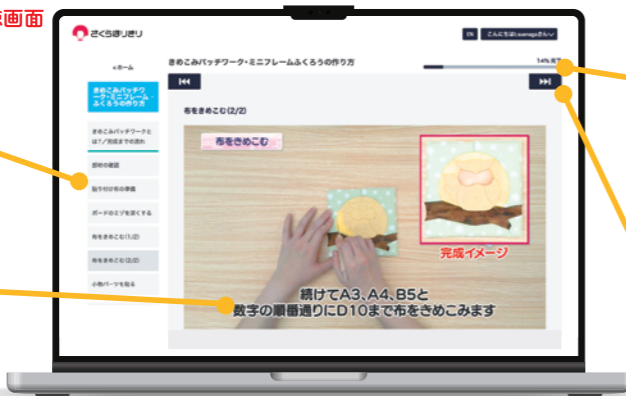 画面
さくらほりきり
EN
こんにちは!
<ホーム
きめこみパッチワーク・ミニフレームふくろうの作り方
14% 完了
きめこみパッチワ
ーク・ミニフレーム・
ふくろうの作り方
きめこみパッチワークと
は?/完成までの流れ
部材の確認
貼り付け布の準備
ボードのミゾを深くする
布をきめこむ(1/2)
布をきめこむ(2/2)
小物パーツを貼る
布をきめこむ(2/2)
布をきめこむ
完成イメージ
続けてA3、A4、B5と
数字の順番通りにD10まで布をきめこみます